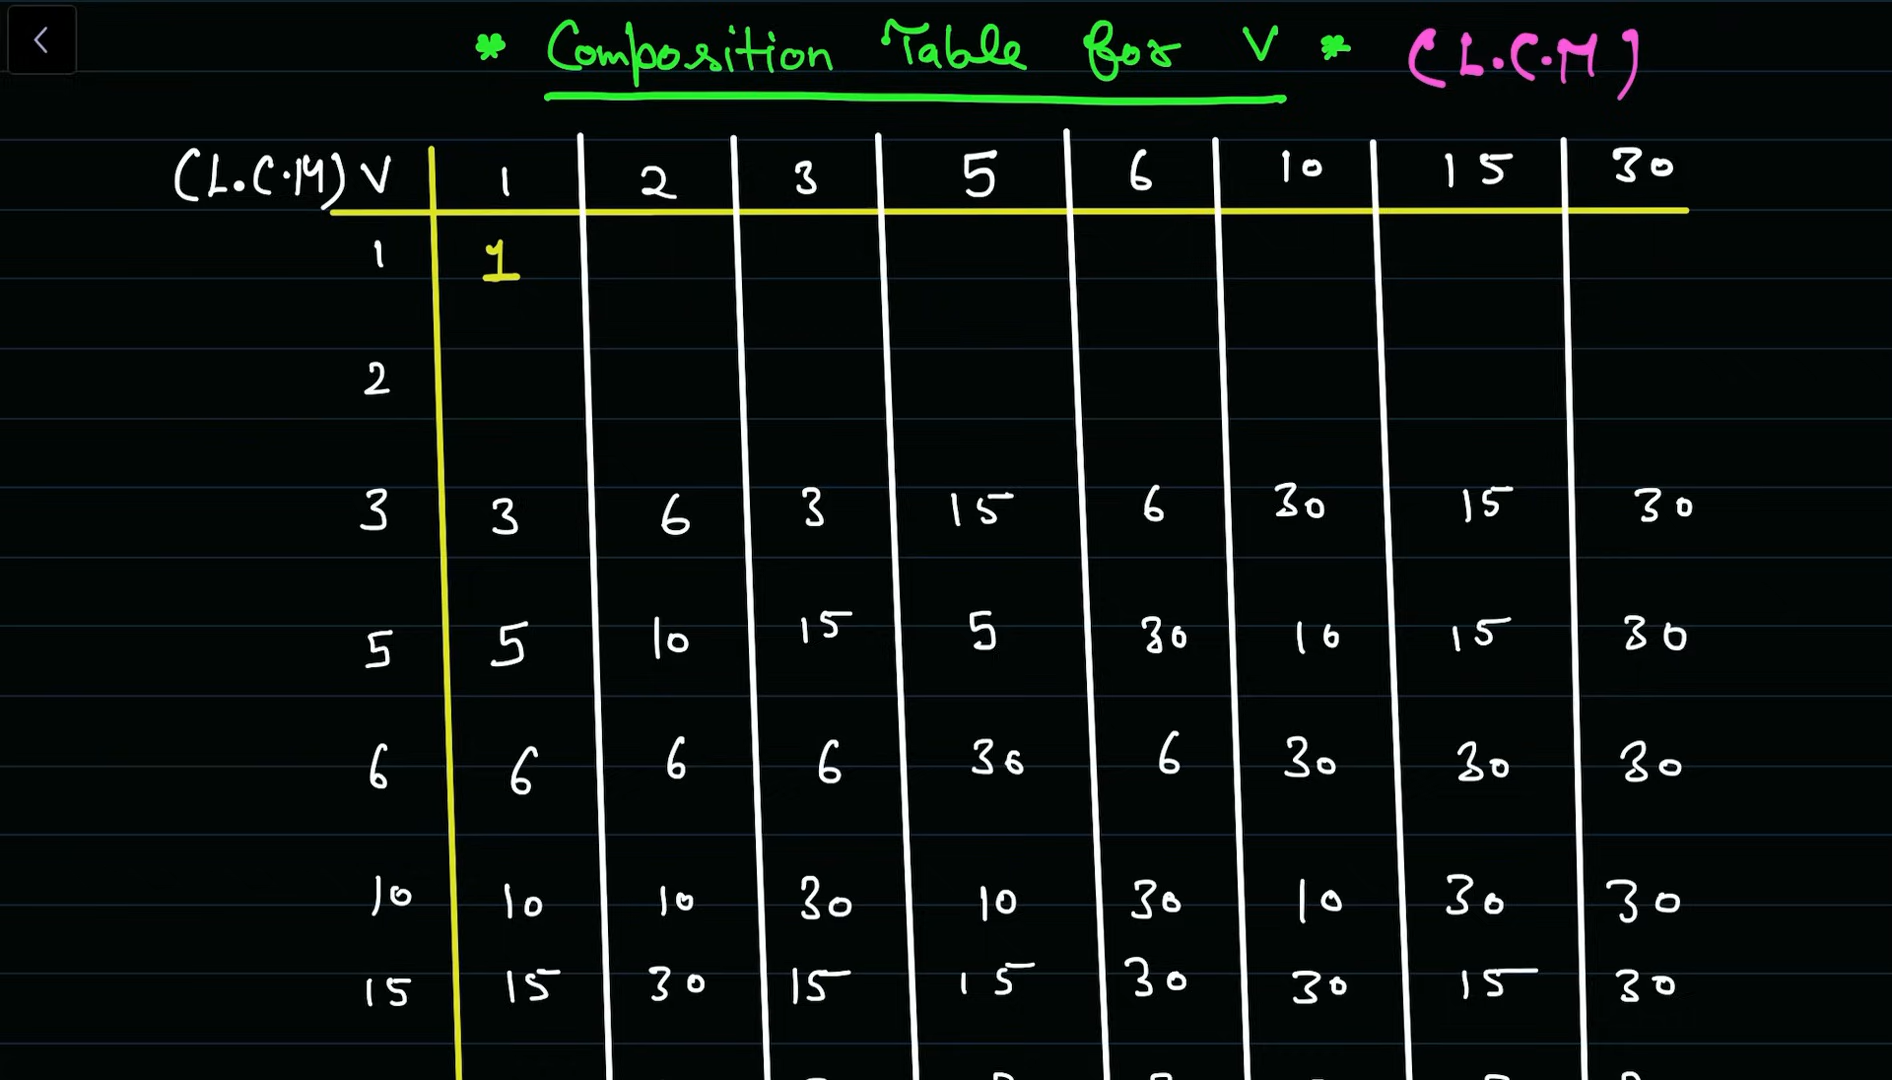 * Composition Table for V * (L.C.M)
(L.C.M) V 1 2 3 5 6 10 15 30
1 1
2
3 3 6 3 15 6 30 15 30
5 5 10 15 5 30 10 15 30
6 6 6 6 30 6 30 30 30
10 10 10 30 10 30 10 30 30
15 15 30 15 15 30 30 15 30